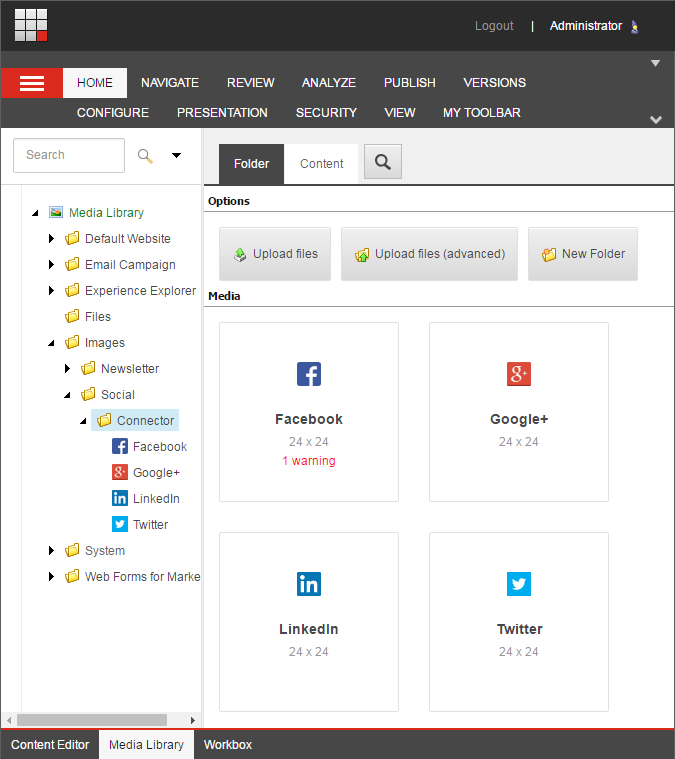 Logout | Administrator
HOME NAVIGATE REVIEW ANALYZE PUBLISH VERSIONS
CONFIGURE PRESENTATION SECURITY VIEW MY TOOLBAR
Search
Media Library
Default Website
Email Campaign
Experience Explorer
Files
Images
Newsletter
Social
Connector
Facebook
Google+
LinkedIn
Twitter
System
Web Forms for Marke
Folder Content
Options
Upload files Upload files (advanced) New Folder
Media
Facebook
24 x 24
1 warning
Google+
24 x 24
LinkedIn
24 x 24
Twitter
24 x 24
Content Editor Media Library Workbox